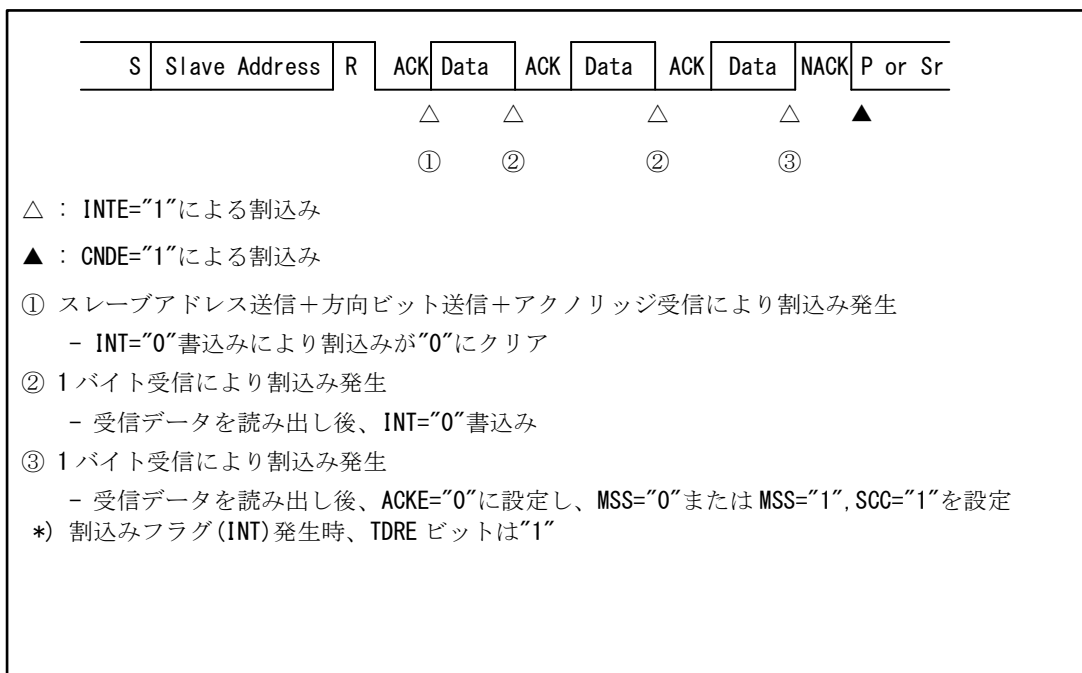 S Slave Address R ACK Data ACK Data ACK Data NACK P or Sr
△ △ △ △ ▲
① ② ② ③
△ : INTE="1"による割込み
▲ : CNDE="1"による割込み
① スレーブアドレス送信+方向ビット送信+アクノリッジ受信により割込み発生
- INT="0"書込みにより割込みが"0"にクリア
② 1 バイト受信により割込み発生
- 受信データを読み出し後、INT="0"書込み
③ 1 バイト受信により割込み発生
- 受信データを読み出し後、ACKE="0"に設定し、MSS="0"または MSS="1",SCC="1"を設定
*) 割込みフラグ(INT)発生時、TDRE ビットは"1"